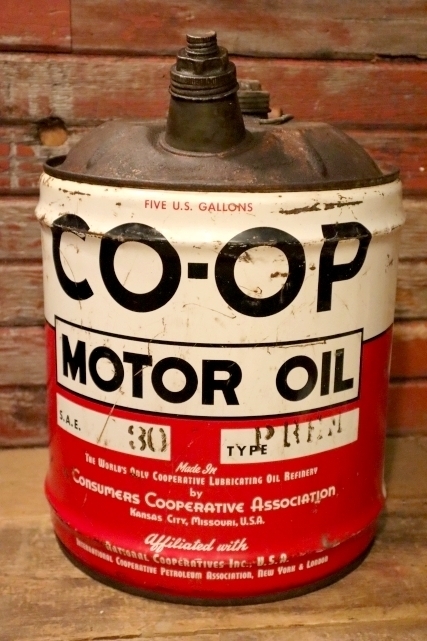 FIVE U.S. GALLONS
CO-OP
MOTOR OIL
S.A.E. 30 TYPE PREM
Made In
THE WORLD'S ONLY COOPERATIVE LUBRICATING OIL REFINERY
by
CONSUMERS COOPERATIVE ASSOCIATION
KANSAS CITY, MISSOURI, U.S.A.
Affiliated with
NATIONAL COOPERATIVES INC., U.S.A.
INTERNATIONAL COOPERATIVE PETROLEUM ASSOCIATION, NEW YORK & LONDON